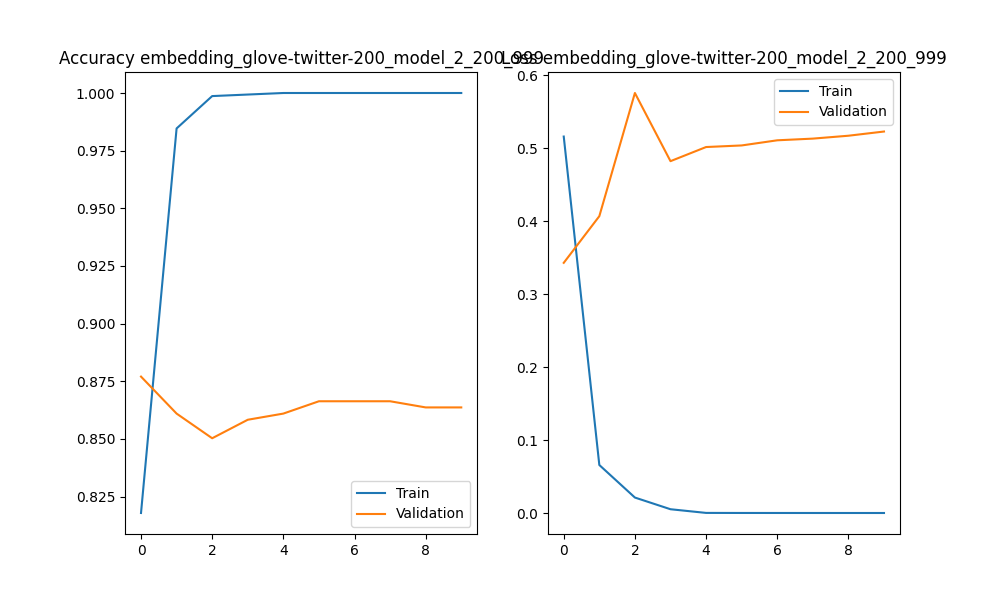 Accuracy embedding_glove-twitter-200_model_2_200_999
Loss embedding_glove-twitter-200_model_2_200_999
1.000
0.975
0.950
0.925
0.900
0.875
0.850
0.825
0 2 4 6 8
Train
Validation
0.6
0.5
0.4
0.3
0.2
0.1
0.0
0 2 4 6 8
Train
Validation